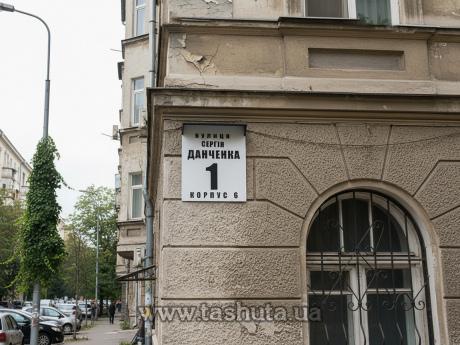 вулиця
СЕРГІЯ
ДАНЧЕНКА
1
КОРПУС 6
www.tashuta.ua